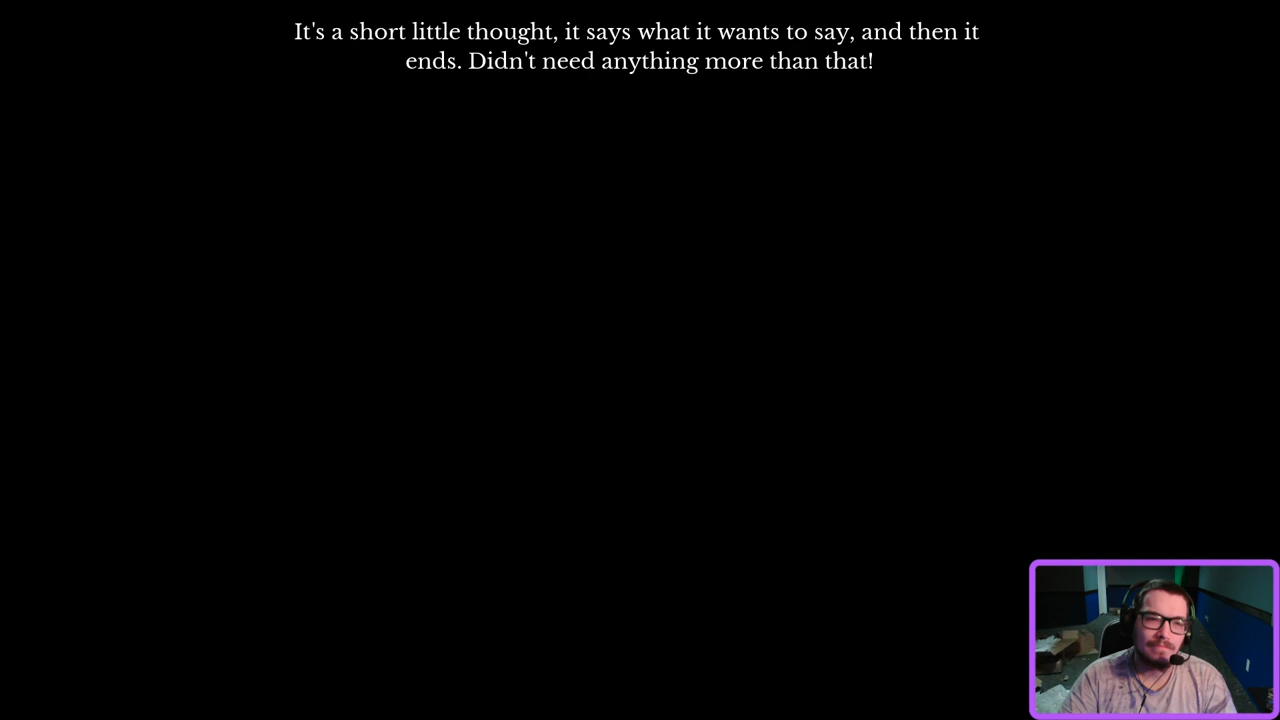 It's a short little thought, it says what it wants to say, and then it
ends. Didn't need anything more than that!